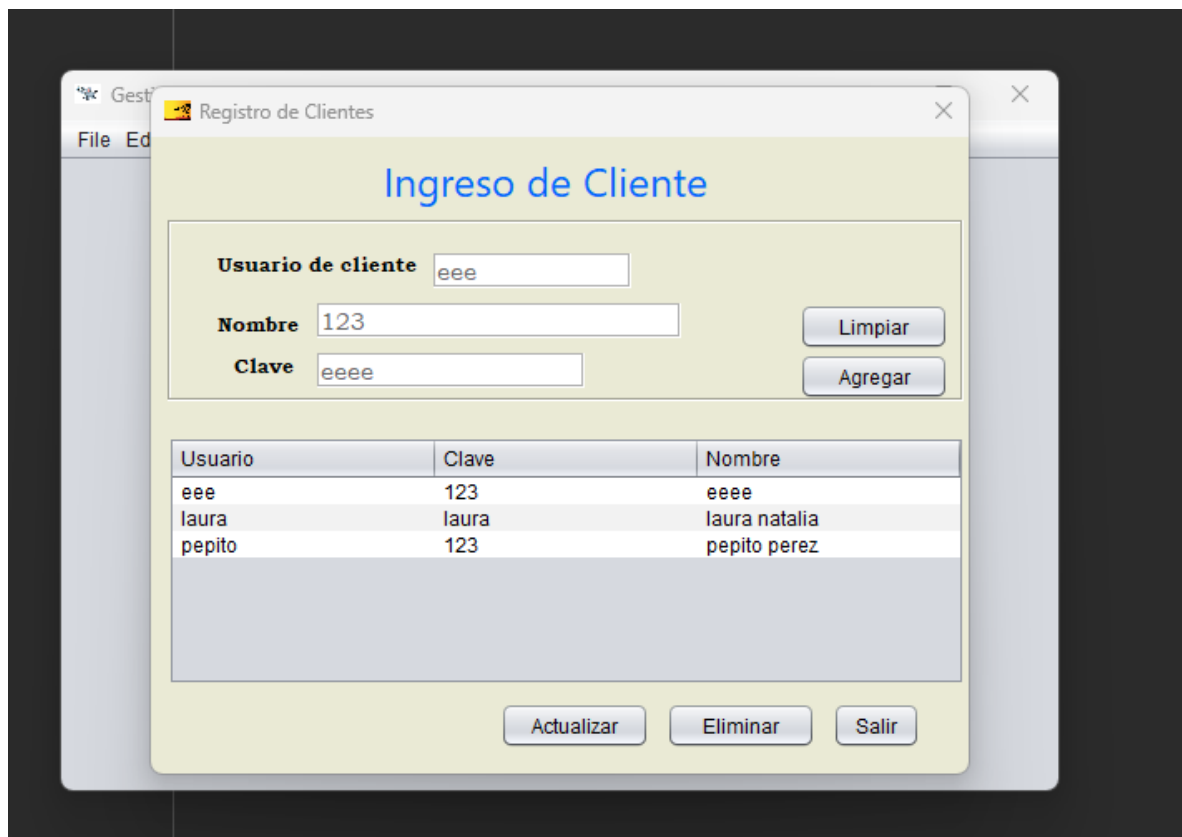 Gesti
Registro de Clientes
File Ed
Ingreso de Cliente
Usuario de cliente eee
Nombre 123
Limpiar
Clave eeee
Agregar
Usuario Clave Nombre
eee 123 eeee
laura laura laura natalia
pepito 123 pepito perez
Actualizar Eliminar Salir